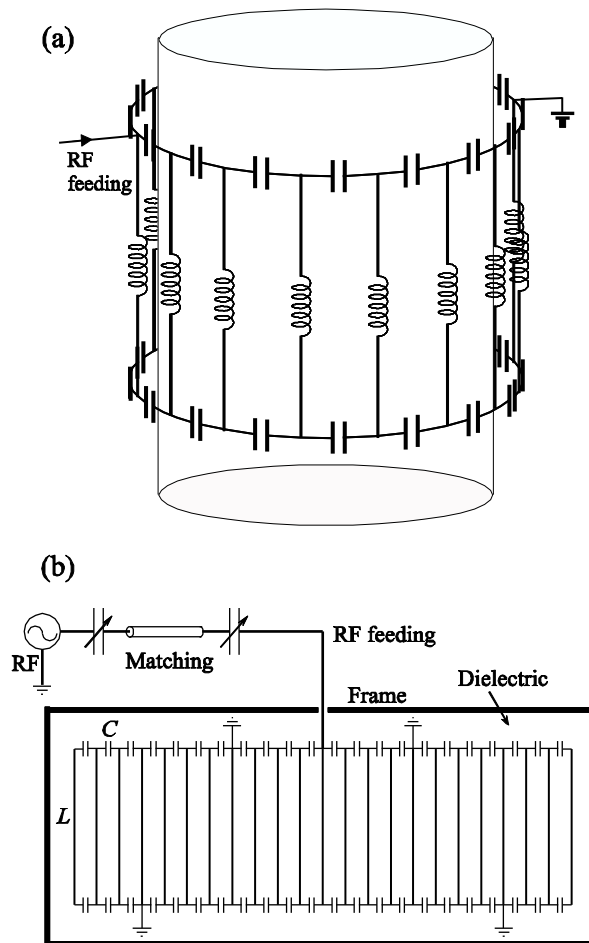 (a)
RF
feeding
(b)
RF feeding
RF
Matching
Dielectric
Frame
C
L